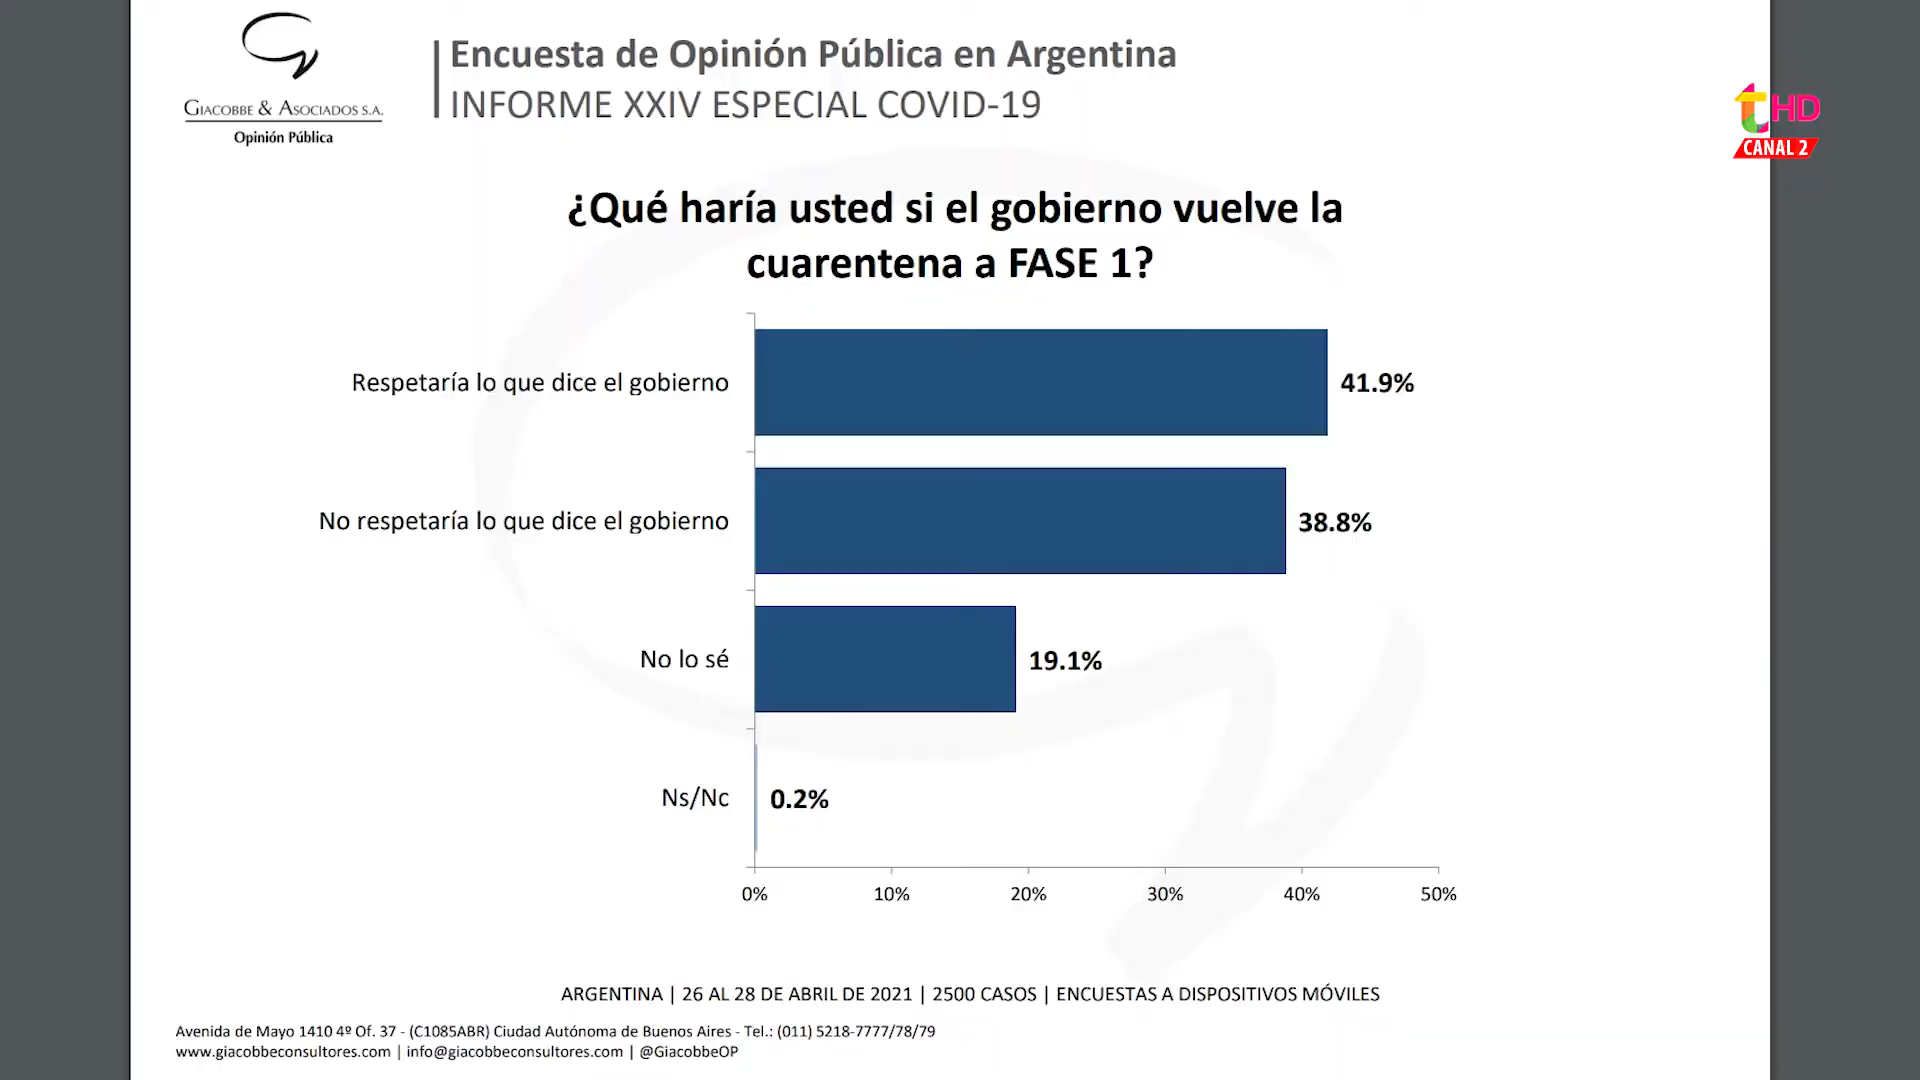 GIACOBBE & ASOCIADOS S.A.
Opinión Pública
Encuesta de Opinión Pública en Argentina
INFORME XXIV ESPECIAL COVID-19
tHD
CANAL 2
¿Qué haría usted si el gobierno vuelve la
cuarentena a FASE 1?
Respetaría lo que dice el gobierno
41.9%
No respetaría lo que dice el gobierno
38.8%
No lo sé
19.1%
Ns/Nc
0.2%
0% 10% 20% 30% 40% 50%
ARGENTINA | 26 AL 28 DE ABRIL DE 2021 | 2500 CASOS | ENCUESTAS A DISPOSITIVOS MÓVILES
Avenida de Mayo 1410 4º Of. 37 - (C1085ABR) Ciudad Autónoma de Buenos Aires - Tel.: (011) 5218-7777/78/79
www.giacobbeconsultores.com | info@giacobbeconsultores.com | @GiacobbeOP